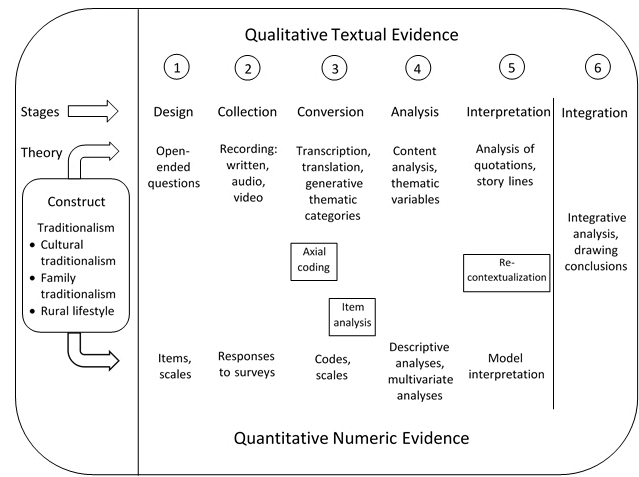 Qualitative Textual Evidence
1 2 3 4 5 6
Stages Design Collection Conversion Analysis Interpretation Integration
Theory
Construct
Traditionalism
• Cultural
traditionalism
• Family
traditionalism
• Rural lifestyle
Open-
ended
questions
Recording:
written,
audio,
video
Transcription,
translation,
generative
thematic
categories
Content
analysis,
thematic
variables
Analysis of
quotations,
story lines
Integrative
analysis,
drawing
conclusions
Axial
coding
Re-
contextualization
Item
analysis
Items,
scales
Responses
to surveys
Codes,
scales
Descriptive
analyses,
multivariate
analyses
Model
interpretation
Quantitative Numeric Evidence